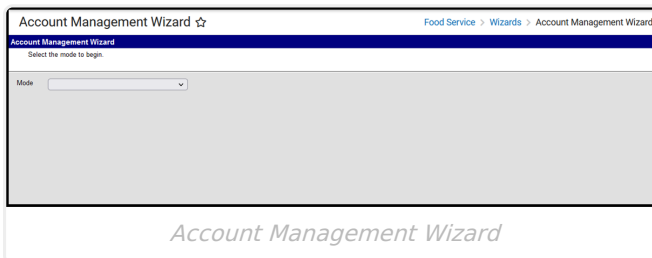 Account Management Wizard ☆ Food Service > Wizards > Account Management Wizard
Account Management Wizard
Select the mode to begin.
Mode
Account Management Wizard